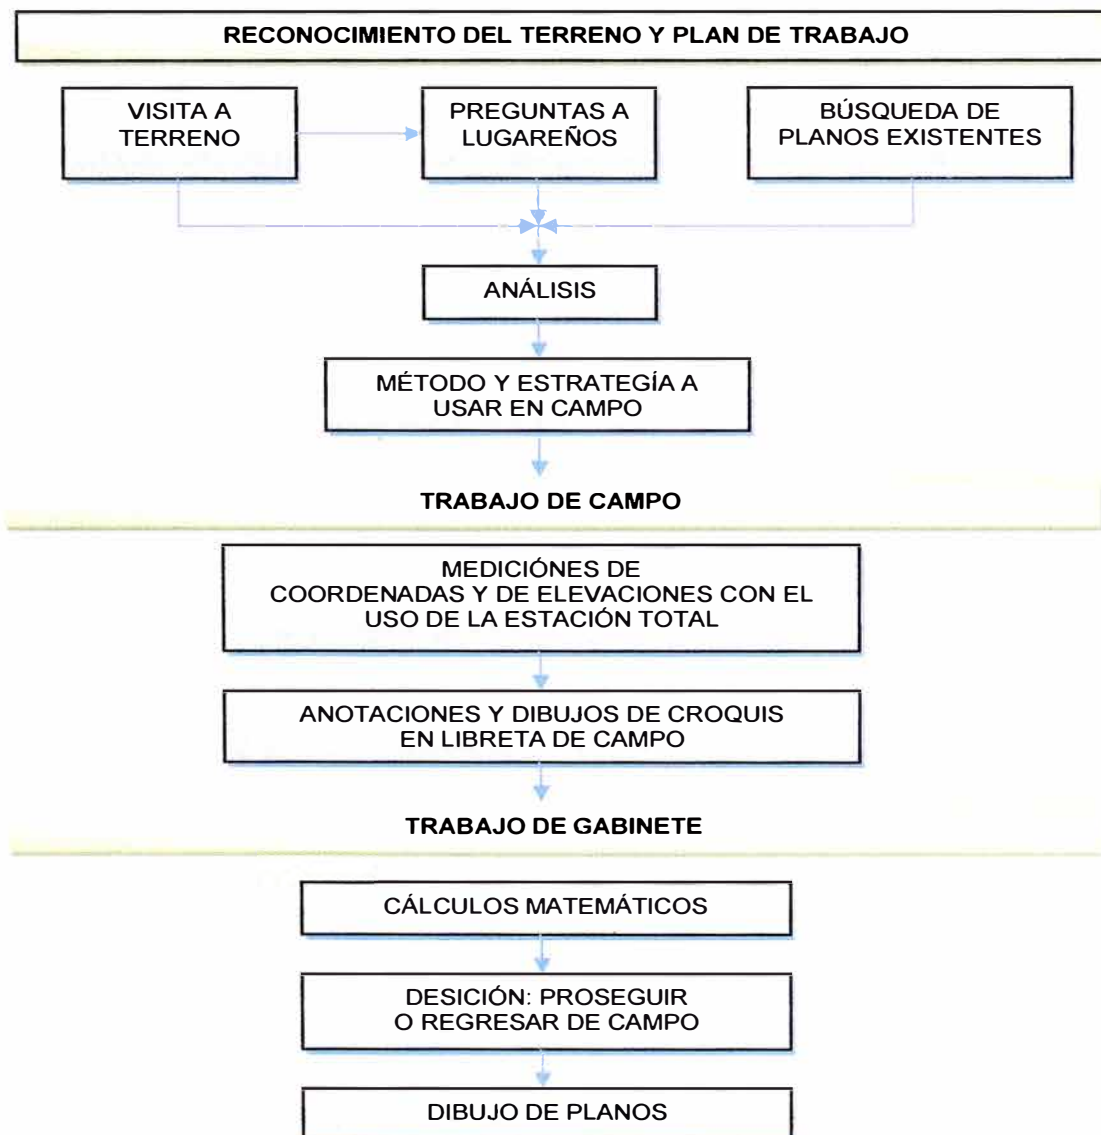 RECONOCIMIENTO DEL TERRENO Y PLAN DE TRABAJO
VISITA A
TERRENO
PREGUNTAS A
LUGAREÑOS
BÚSQUEDA DE
PLANOS EXISTENTES
ANÁLISIS
MÉTODO Y ESTRATEGÍA A
USAR EN CAMPO
TRABAJO DE CAMPO
MEDICIÓNES DE
COORDENADAS Y DE ELEVACIONES CON EL
USO DE LA ESTACIÓN TOTAL
ANOTACIONES Y DIBUJOS DE CROQUIS
EN LIBRETA DE CAMPO
TRABAJO DE GABINETE
CÁLCULOS MATEMÁTICOS
DESICIÓN: PROSEGUIR
O REGRESAR DE CAMPO
DIBUJO DE PLANOS